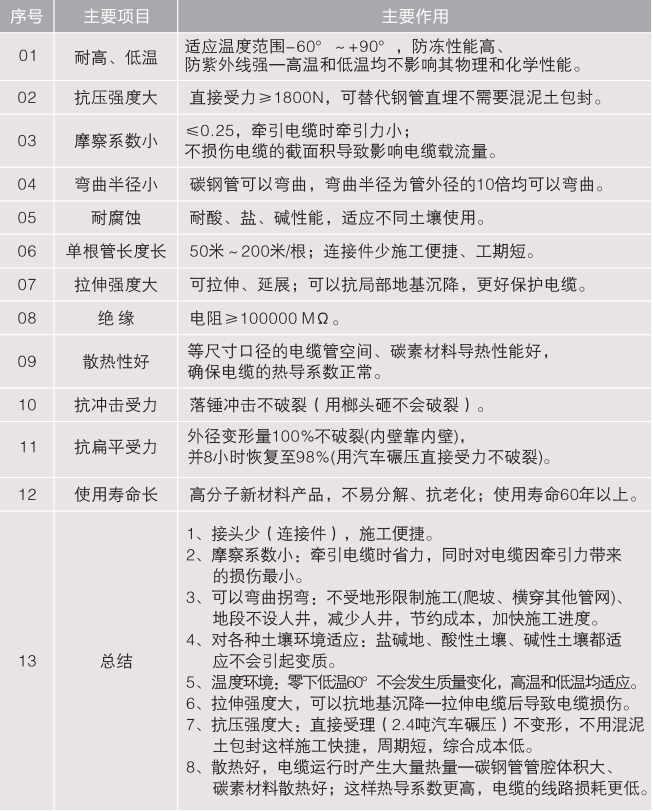 序号 主要项目 主要作用
01 耐高、低温 适应温度范围-60° ~+90° ，防冻性能高、
防紫外线强—高温和低温均不影响其物理和化学性能。
02 抗压强度大 直接受力≥1800N，可替代钢管直埋不需要混泥土包封。
03 摩察系数小 ≤0.25，牵引电缆时牵引力小；
不损伤电缆的截面积导致影响电缆载流量。
04 弯曲半径小 碳钢管可以弯曲，弯曲半径为管外径的10倍均可以弯曲。
05 耐腐蚀 耐酸、盐、碱性能，适应不同土壤使用。
06 单根管长度长 50米~200米/根；连接件少施工便捷、工期短。
07 拉伸强度大 可拉伸、延展；可以抗局部地基沉降，更好保护电缆。
08 绝 缘 电阻≥100000 MΩ。
09 散热性好 等尺寸口径的电缆管空间、碳素材料导热性能好，
确保电缆的热导系数正常。
10 抗冲击受力 落锤冲击不破裂（用榔头砸不会破裂）。
11 抗扁平受力 外径变形量100%不破裂(内壁靠内壁)，
并8小时恢复至98%(用汽车碾压直接受力不破裂)。
12 使用寿命长 高分子新材料产品，不易分解、抗老化；使用寿命60年以上。
13 总结 1、接头少（连接件），施工便捷。
2、摩察系数小：牵引电缆时省力，同时对电缆因牵引力带来
的损伤最小。
3、可以弯曲拐弯：不受地形限制施工(爬坡、横穿其他管网)、
地段不设人井，减少人井，节约成本，加快施工进度。
4、对各种土壤环境适应：盐碱地、酸性土壤、碱性土壤都适
应不会引起变质。
5、温度环境：零下低温60° 不会发生质量变化，高温和低温均适应。
6、拉伸强度大，可以抗地基沉降—拉伸电缆后导致电缆损伤。
7、抗压强度大：直接受理（2.4吨汽车碾压）不变形，不用混泥
土包封这样施工快捷，周期短，综合成本低。
8、散热好，电缆运行时产生大量热量—碳钢管管腔体积大、
碳素材料散热好；这样热导系数更高，电缆的线路损耗更低。